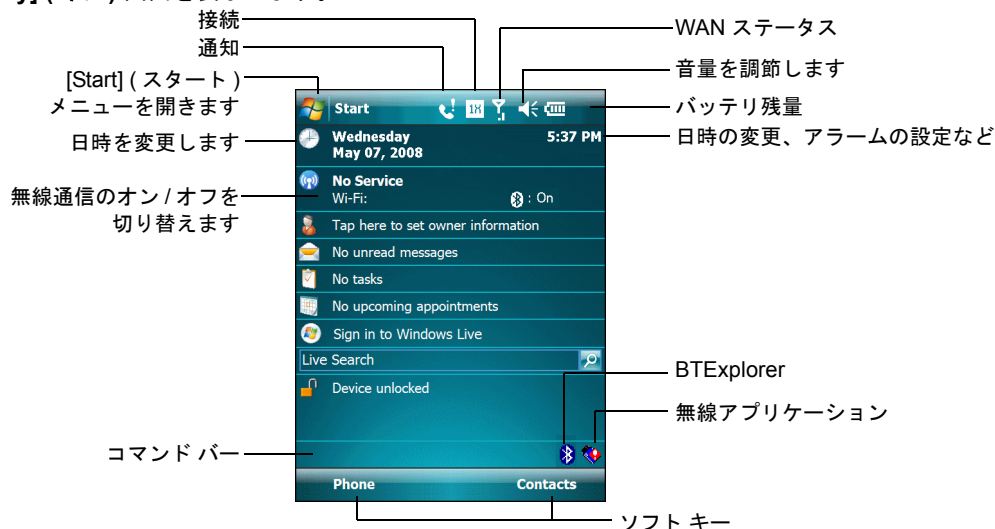 接続
通知
[Start] ( スタート )
メニューを開きます
日時を変更します
無線通信のオン / オフを
切り替えます
コマンド バー
WAN ステータス
音量を調節します
バッテリ残量
日時の変更、アラームの設定など
BTExplorer
無線アプリケーション
ソフト キー
Start
1X
Wednesday
May 07, 2008
5:37 PM
No Service
Wi-Fi:
: On
Tap here to set owner information
No unread messages
No tasks
No upcoming appointments
Sign in to Windows Live
Live Search
Device unlocked
Phone
Contacts